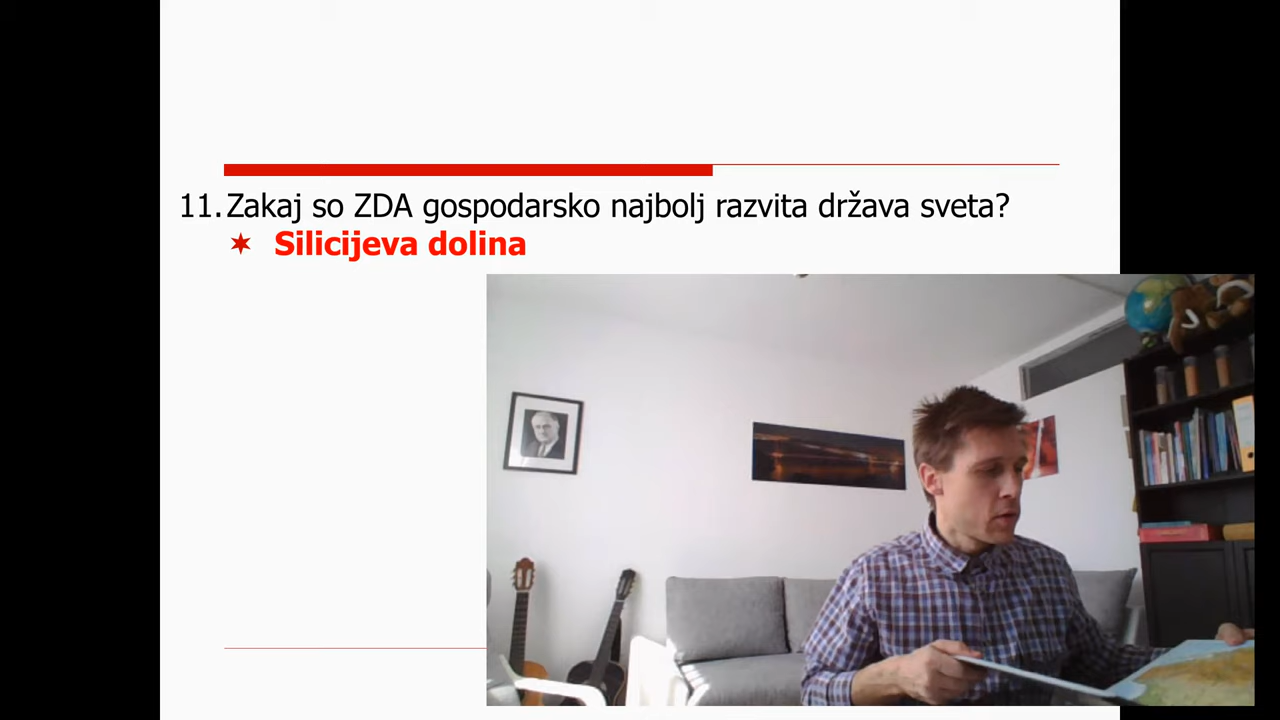 11. Zakaj so ZDA gospodarsko najbolj razvita država sveta?
✶ Silicijeva dolina